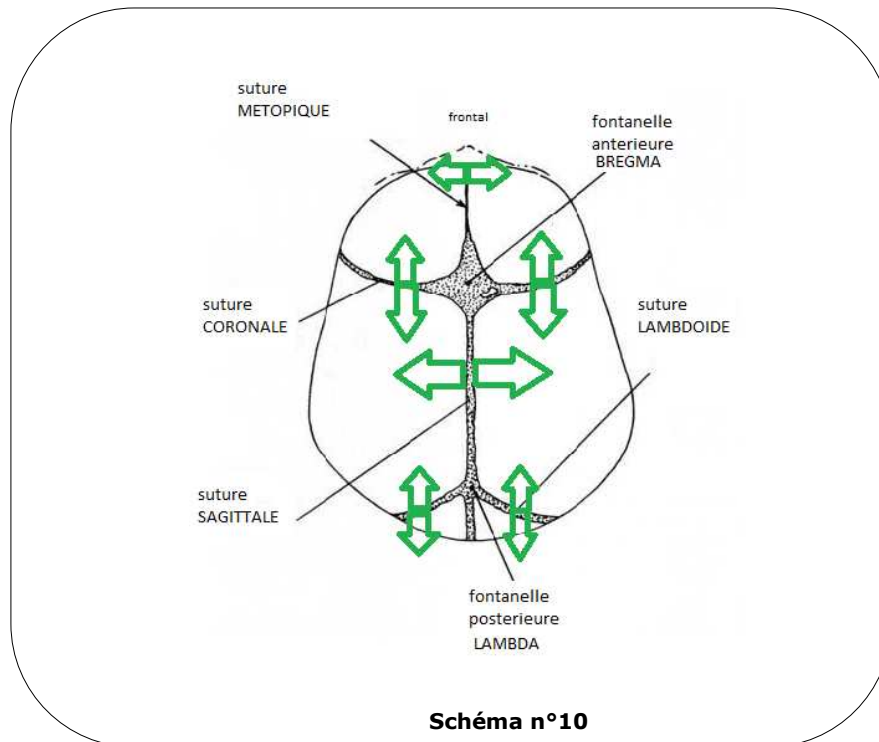 suture
METOPIQUE
frontal
fontanelle
anterieure
BREGMA
suture
CORONALE
suture
LAMBDOIDE
suture
SAGITTALE
fontanelle
posterieure
LAMBDA
Schéma n°10